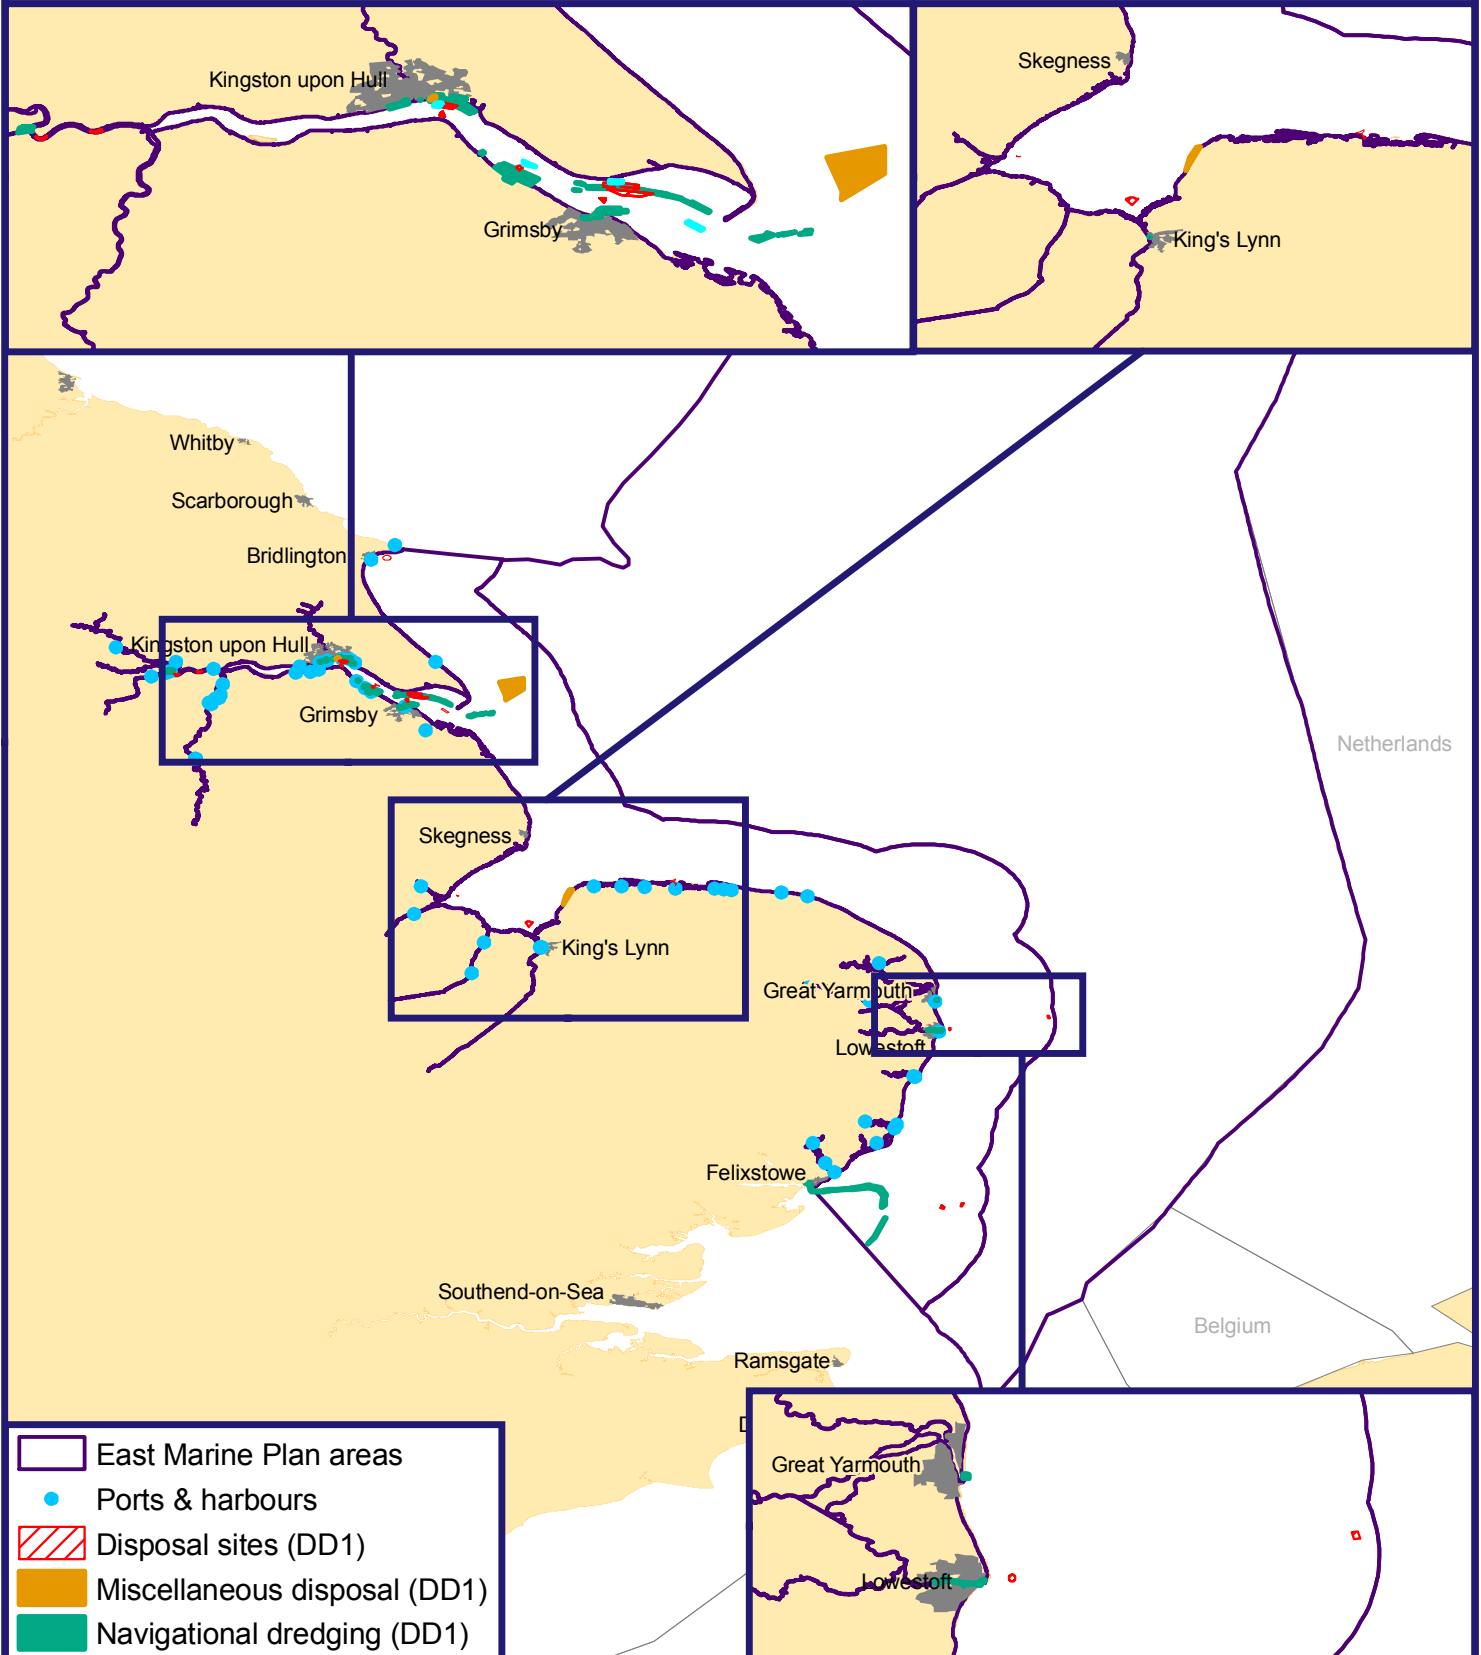 Kingston upon Hull
Grimsby
Skegness
King's Lynn
Whitby
Scarborough
Bridlington
Kingston upon Hull
Grimsby
Netherlands
Skegness
King's Lynn
Great Yarmouth
Lowestoft
Felixstowe
Southend-on-Sea
Belgium
Ramsgate
East Marine Plan areas
Ports & harbours
Disposal sites (DD1)
Miscellaneous disposal (DD1)
Navigational dredging (DD1)
Great Yarmouth
Lowestoft